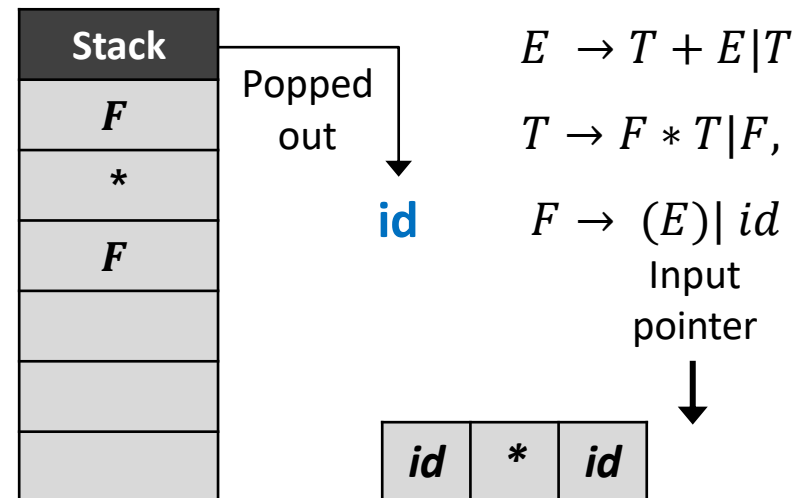 Stack
F
*
F
Popped
out
id
E → T + E|T
T → F ∗ T|F,
F → (E)| id
Input
pointer
id * id